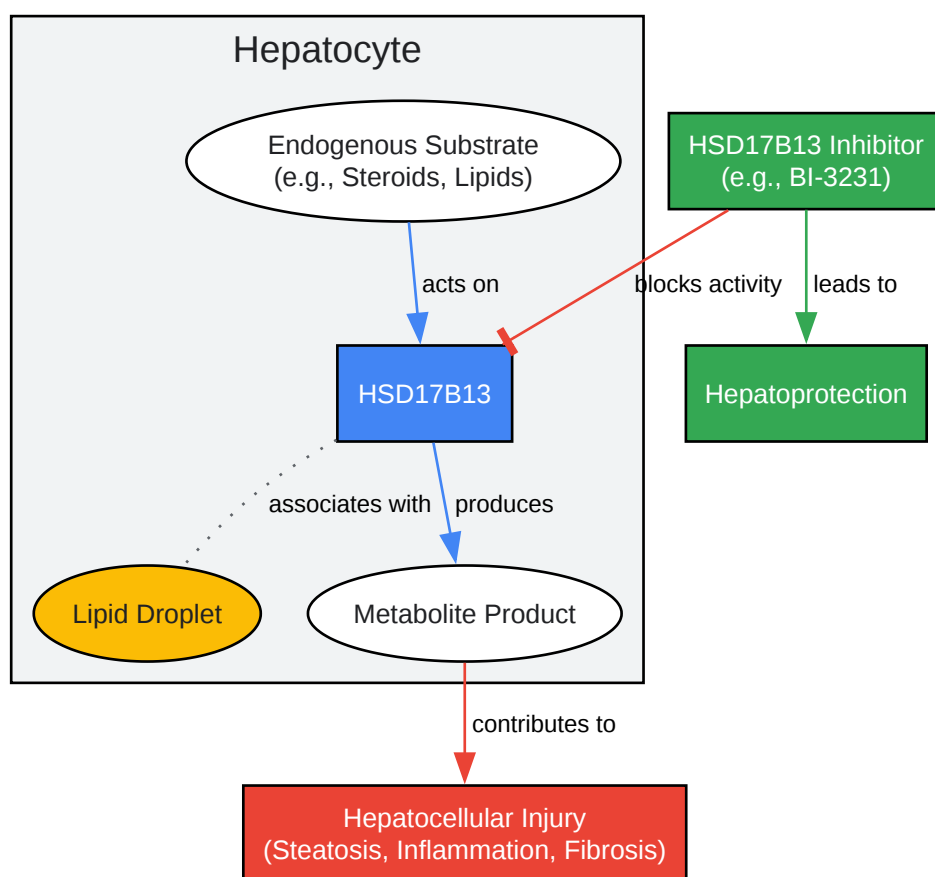 Hepatocyte
Endogenous Substrate
(e.g., Steroids, Lipids)
HSD17B13 Inhibitor
(e.g., BI-3231)
acts on
blocks activity
leads to
HSD17B13
Hepatoprotection
associates with
produces
Lipid Droplet
Metabolite Product
contributes to
Hepatocellular Injury
(Steatosis, Inflammation, Fibrosis)